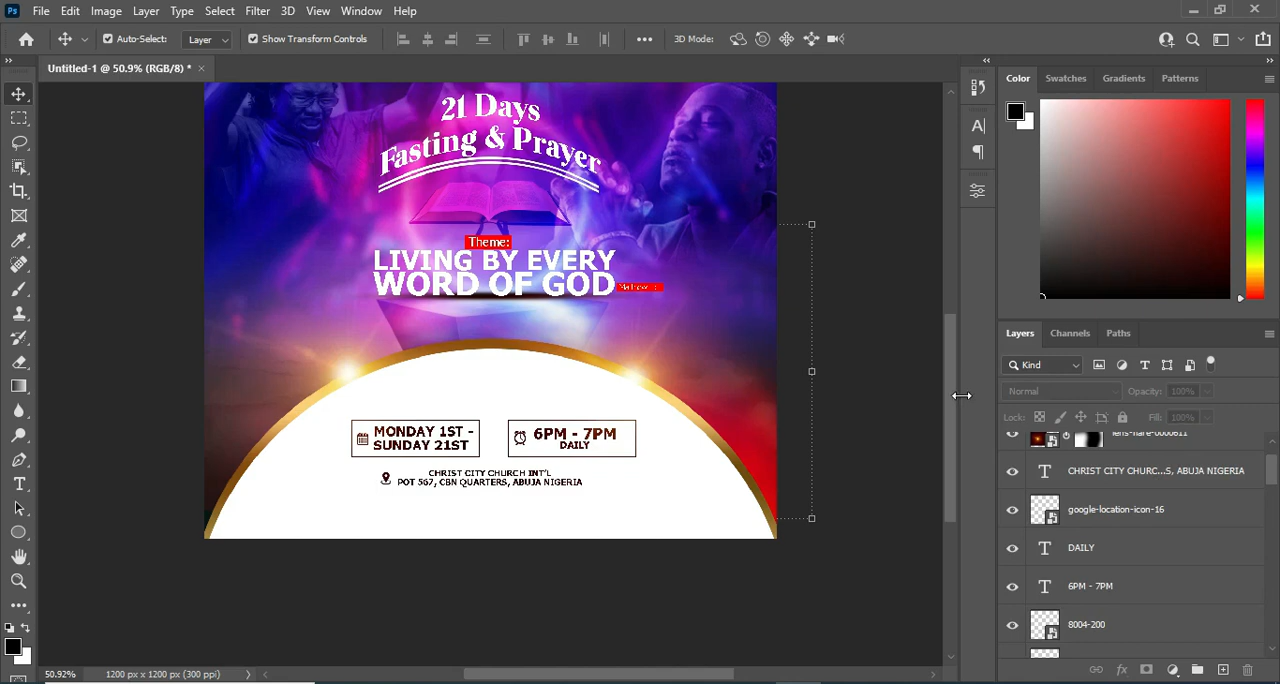 Ps File Edit Image Layer Type Select Filter 3D View Window Help
Auto-Select: Layer Show Transform Controls 3D Mode:
Untitled-1 @ 50.9% (RGB/8) *
Color Swatches Gradients Patterns
21 Days
Fasting & Prayer
Theme:
LIVING BY EVERY
WORD OF GOD
MONDAY 1ST -
SUNDAY 21ST
6PM - 7PM
DAILY
CHRIST CITY CHURCH INT'L
POT 567, CBN QUARTERS, ABUJA NIGERIA
Layers Channels Paths
Kind
Normal Opacity: 100%
Lock: Fill: 100%
CHRIST CITY CHURC...S, ABUJA NIGERIA
google-location-icon-16
DAILY
6PM - 7PM
8004-200
50.92% 1200 px x 1200 px (300 ppi)